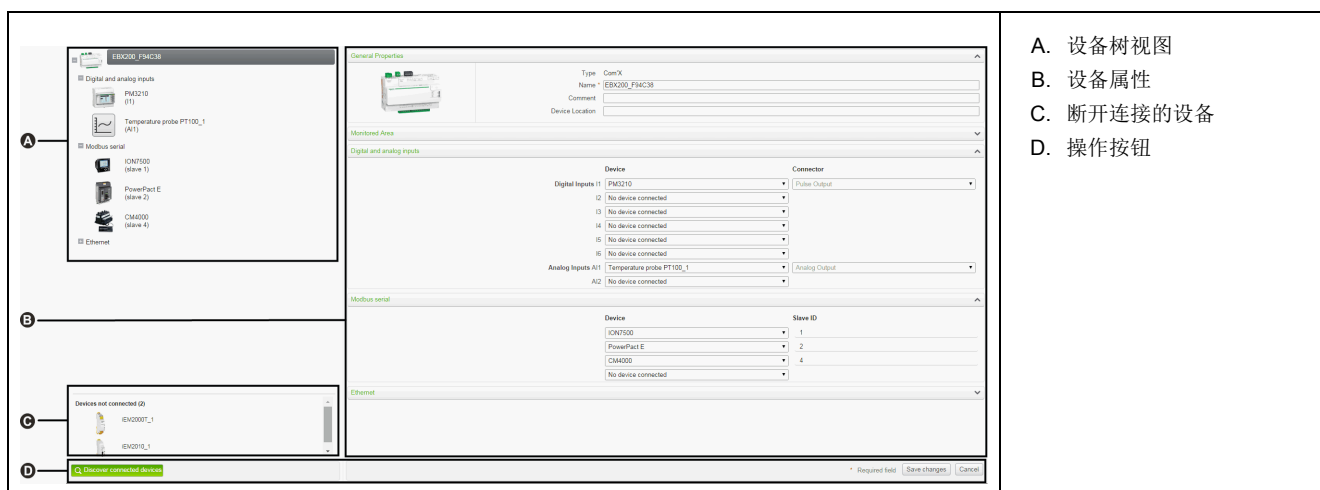 EBX200_F94C38
Digital and analog inputs
PM3210
(I1)
Temperature probe PT100_1
(AI1)
Modbus serial
ION7500
(slave 1)
PowerPact E
(slave 2)
CM4000
(slave 4)
Ethernet
A
B
C
D
Devices not connected (2)
iEM2000T_1
iEM2010_1
Discover connected devices
General Properties
Type Com'X
Name * EBX200_F94C38
Comment
Device Location
Monitored Area
Digital and analog inputs
Device Connector
Digital Inputs I1 PM3210 Pulse Output
I2 No device connected
I3 No device connected
I4 No device connected
I5 No device connected
I6 No device connected
Analog Inputs AI1 Temperature probe PT100_1 Analog Output
AI2 No device connected
Modbus serial
Device Slave ID
ION7500 1
PowerPact E 2
CM4000 4
No device connected
Ethernet
* Required field Save changes Cancel
A. 设备树视图
B. 设备属性
C. 断开连接的设备
D. 操作按钮